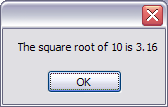 The square root of 10 is 3.16
OK